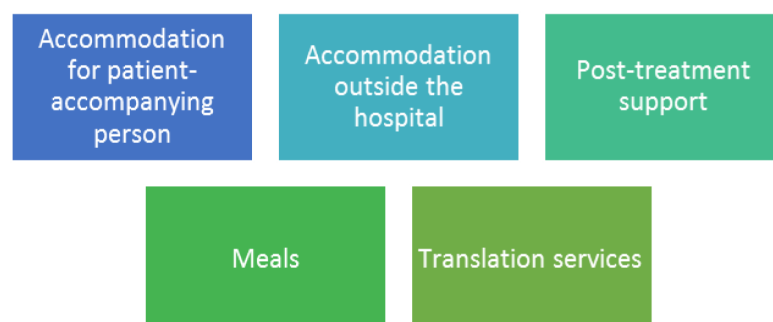 Accommodation
for patient-
accompanying
person
Accommodation
outside the
hospital
Post-treatment
support
Meals
Translation services